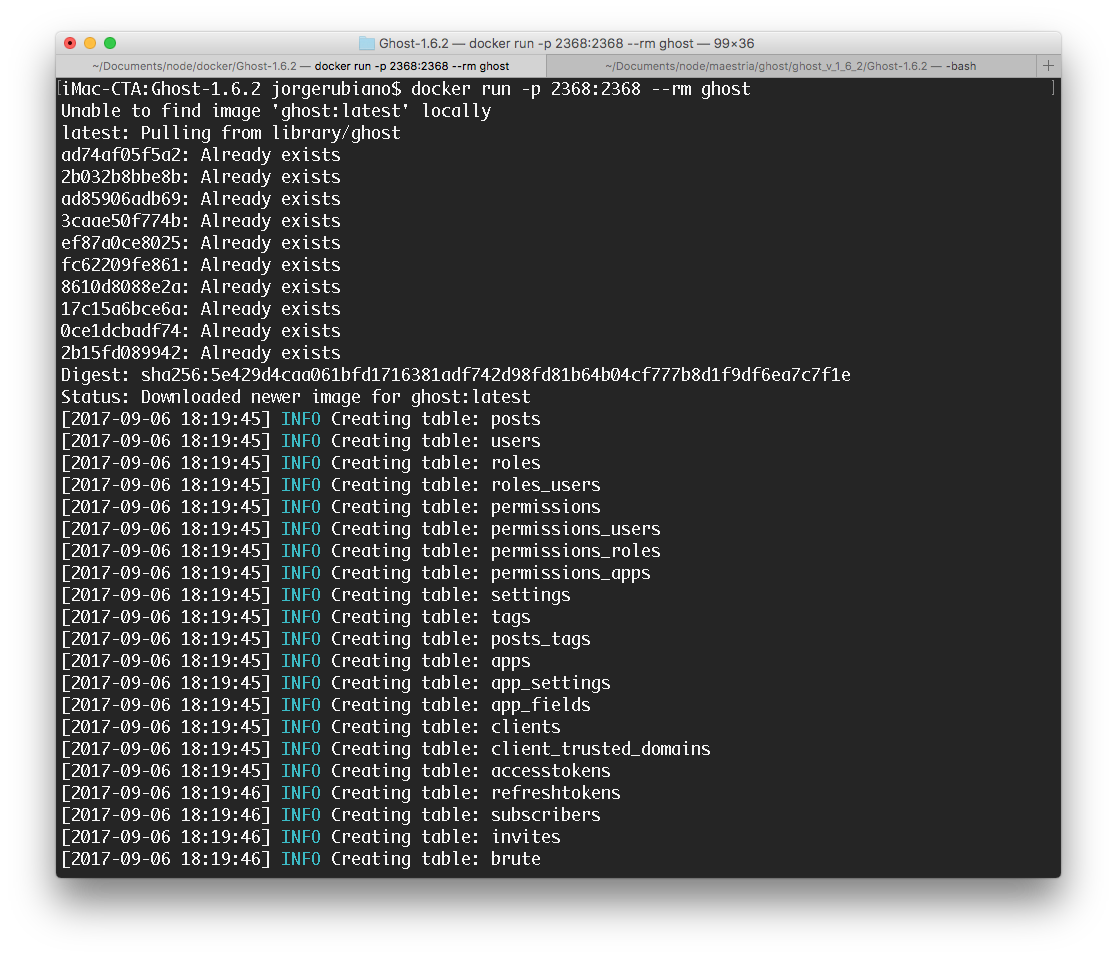 Ghost-1.6.2 — docker run -p 2368:2368 --rm ghost — 99×36
~/Documents/node/docker/Ghost-1.6.2 — docker run -p 2368:2368 --rm ghost
~/Documents/node/maestria/ghost/ghost_v_1_6_2/Ghost-1.6.2 — -bash
[iMac-CTA:Ghost-1.6.2 jorgerubiano$ docker run -p 2368:2368 --rm ghost ]
Unable to find image 'ghost:latest' locally
latest: Pulling from library/ghost
ad74af05f5a2: Already exists
2b032b8bbe8b: Already exists
ad85906adb69: Already exists
3caae50f774b: Already exists
ef87a0ce8025: Already exists
fc62209fe861: Already exists
8610d8088e2a: Already exists
17c15a6bce6a: Already exists
0ce1dcbadf74: Already exists
2b15fd089942: Already exists
Digest: sha256:5e429d4caa061bfd1716381adf742d98fd81b64b04cf777b8d1f9df6ea7c7f1e
Status: Downloaded newer image for ghost:latest
[2017-09-06 18:19:45] INFO Creating table: posts
[2017-09-06 18:19:45] INFO Creating table: users
[2017-09-06 18:19:45] INFO Creating table: roles
[2017-09-06 18:19:45] INFO Creating table: roles_users
[2017-09-06 18:19:45] INFO Creating table: permissions
[2017-09-06 18:19:45] INFO Creating table: permissions_users
[2017-09-06 18:19:45] INFO Creating table: permissions_roles
[2017-09-06 18:19:45] INFO Creating table: permissions_apps
[2017-09-06 18:19:45] INFO Creating table: settings
[2017-09-06 18:19:45] INFO Creating table: tags
[2017-09-06 18:19:45] INFO Creating table: posts_tags
[2017-09-06 18:19:45] INFO Creating table: apps
[2017-09-06 18:19:45] INFO Creating table: app_settings
[2017-09-06 18:19:45] INFO Creating table: app_fields
[2017-09-06 18:19:45] INFO Creating table: clients
[2017-09-06 18:19:45] INFO Creating table: client_trusted_domains
[2017-09-06 18:19:45] INFO Creating table: accesstokens
[2017-09-06 18:19:46] INFO Creating table: refreshtokens
[2017-09-06 18:19:46] INFO Creating table: subscribers
[2017-09-06 18:19:46] INFO Creating table: invites
[2017-09-06 18:19:46] INFO Creating table: brute